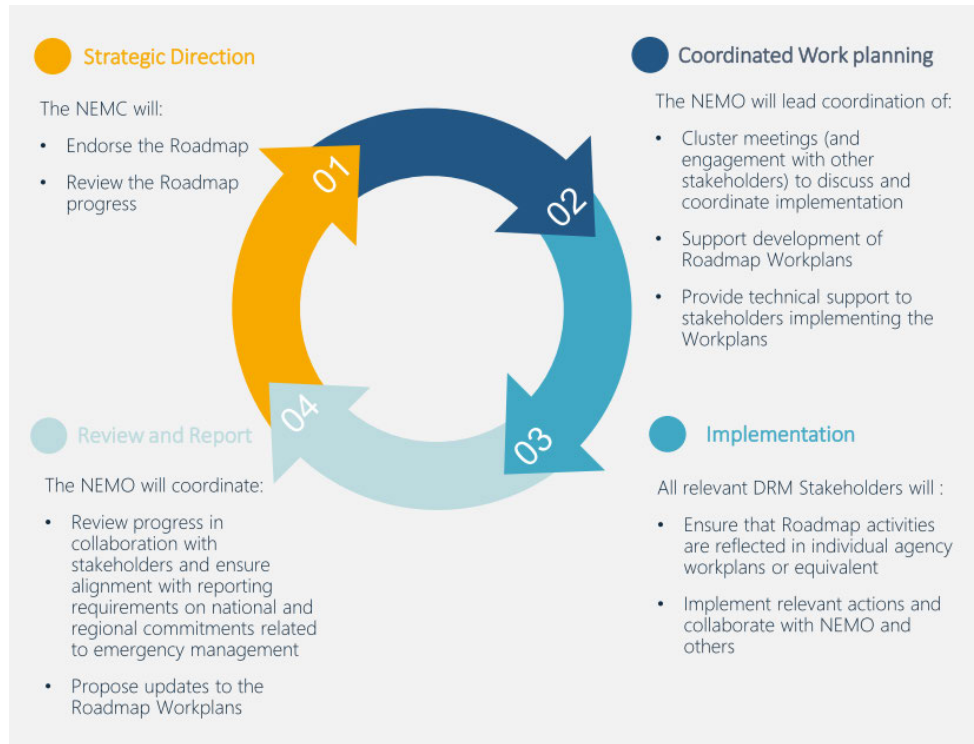 Strategic Direction
The NEMC will:
• Endorse the Roadmap
• Review the Roadmap
progress
01
Coordinated Work planning
The NEMO will lead coordination of:
• Cluster meetings (and
engagement with other
stakeholders) to discuss and
coordinate implementation
• Support development of
Roadmap Workplans
• Provide technical support to
stakeholders implementing the
Workplans
02
Implementation
All relevant DRM Stakeholders will :
• Ensure that Roadmap activities
are reflected in individual agency
workplans or equivalent
• Implement relevant actions and
collaborate with NEMO and
others
03
Review and Report
The NEMO will coordinate:
• Review progress in
collaboration with
stakeholders and ensure
alignment with reporting
requirements on national and
regional commitments related
to emergency management
• Propose updates to the
Roadmap Workplans
04